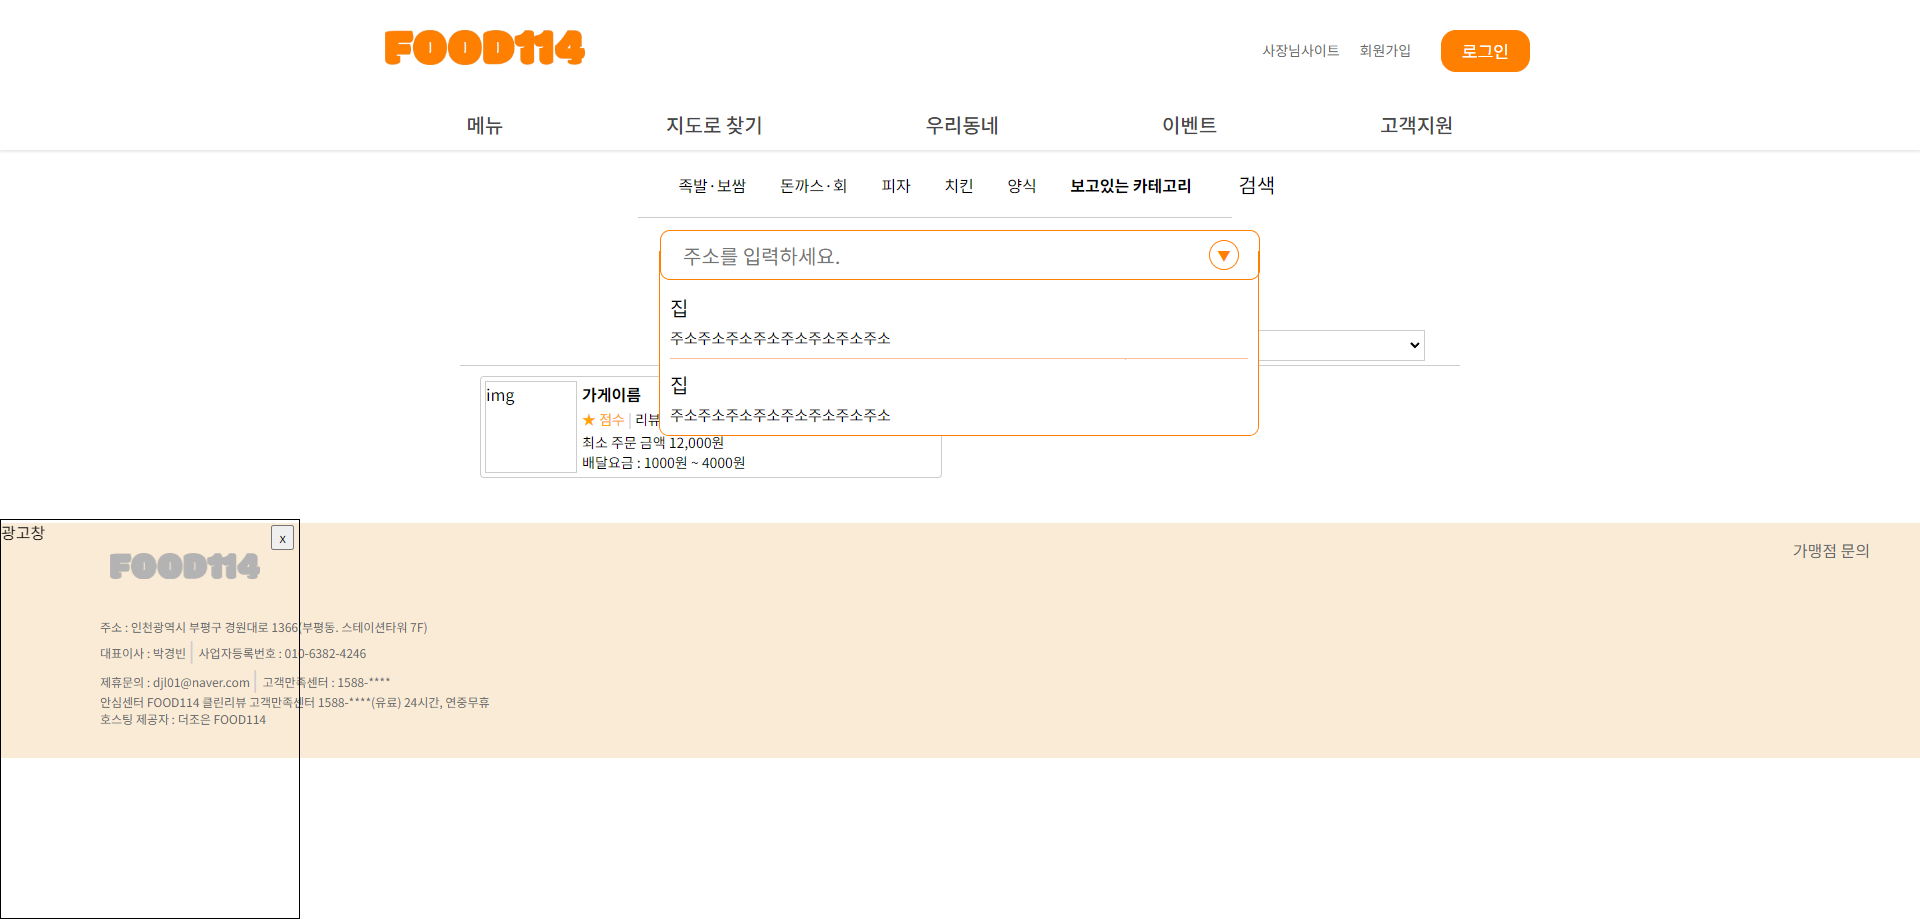 FOOD114
사장님사이트 회원가입 로그인
메뉴 지도로 찾기 우리동네 이벤트 고객지원
족발·보쌈 돈까스·회 피자 치킨 양식 보고있는 카테고리 검색
주소를 입력하세요. ▼
집
주소주소주소주소주소주소주소주소
집
주소주소주소주소주소주소주소주소
img
가게이름
★ 점수 | 리뷰
최소 주문 금액 12,000원
배달요금 : 1000원 ~ 4000원
광고창 x
FOOD114
가맹점 문의
주소 : 인천광역시 부평구 경원대로 1366(부평동. 스테이션타워 7F)
대표이사 : 박경빈 | 사업자등록번호 : 010-6382-4246
제휴문의 : djl01@naver.com | 고객만족센터 : 1588-****
안심센터 FOOD114 클린리뷰 고객만족센터 1588-****(유료) 24시간, 연중무휴
호스팅 제공자 : 더조은 FOOD114